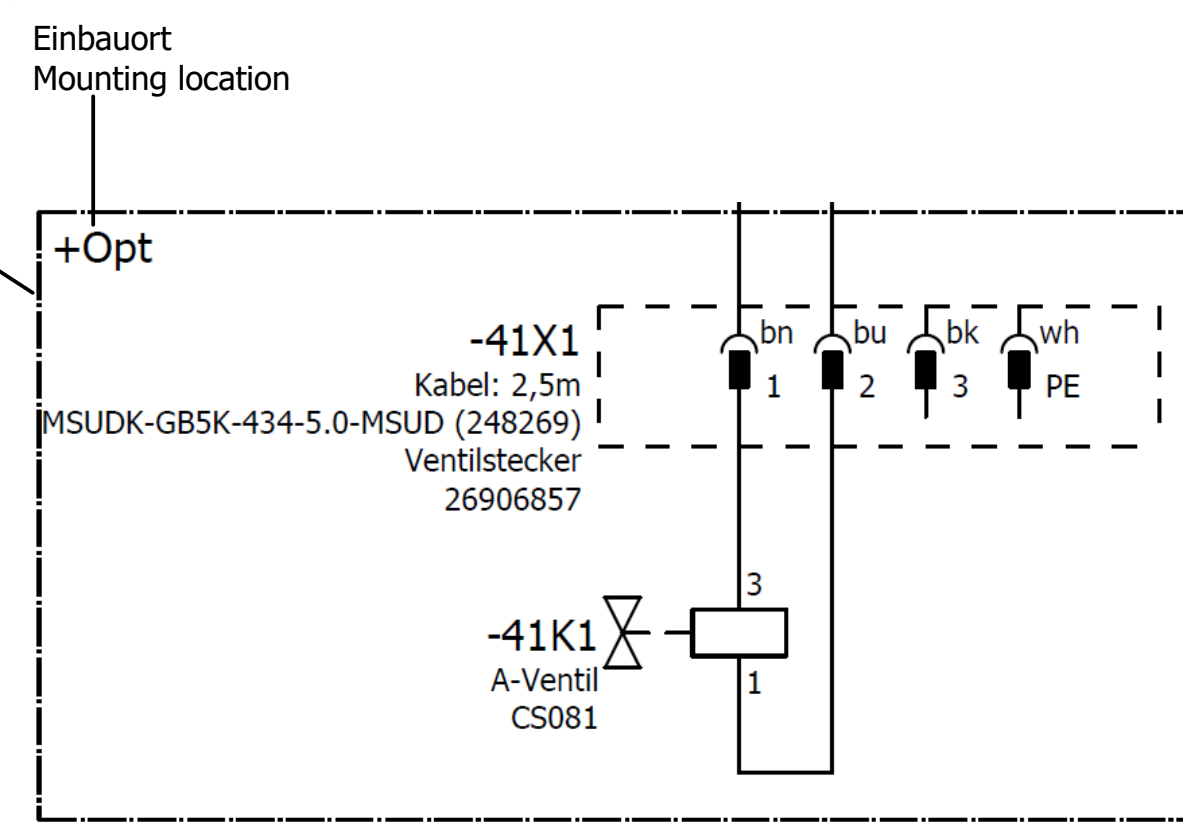 Einbauort
Mounting location
+Opt
-41X1
Kabel: 2,5m
MSUDK-GB5K-434-5.0-MSUD (248269)
Ventilstecker
26906857
bn bu bk wh
1 2 3 PE
3
-41K1
A-Ventil
CS081
1